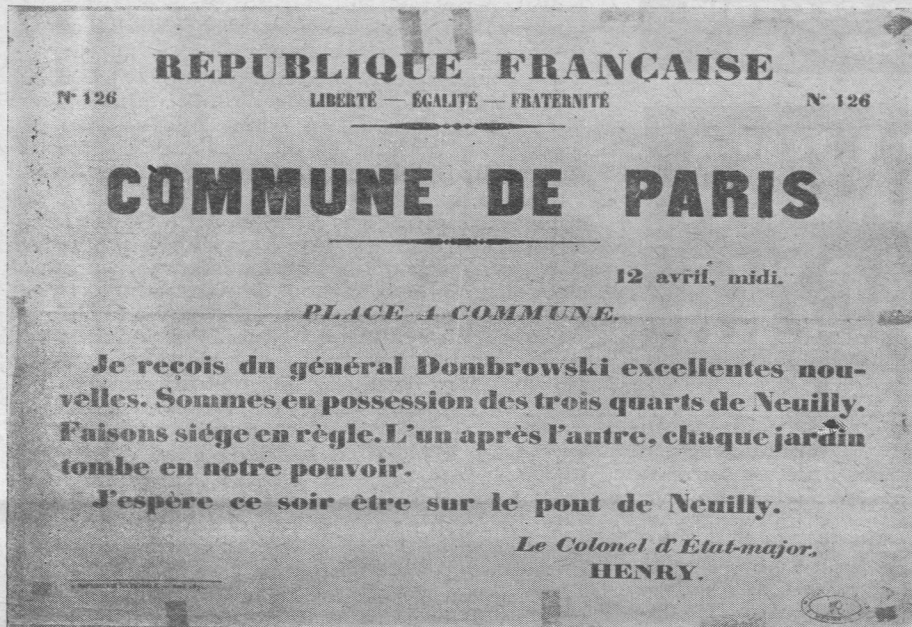 RÉPUBLIQUE FRANÇAISE
N° 126 LIBERTÉ — ÉGALITÉ — FRATERNITÉ N° 126
COMMUNE DE PARIS
12 avril, midi.
PLACE A COMMUNE.
Je reçois du général Dombrowski excellentes nou-
velles. Sommes en possession des trois quarts de Neuilly.
Faisons siége en règle. L'un après l'autre, chaque jardin
tombe en notre pouvoir.
J'espère ce soir être sur le pont de Neuilly.
Le Colonel d'État-major,
HENRY.